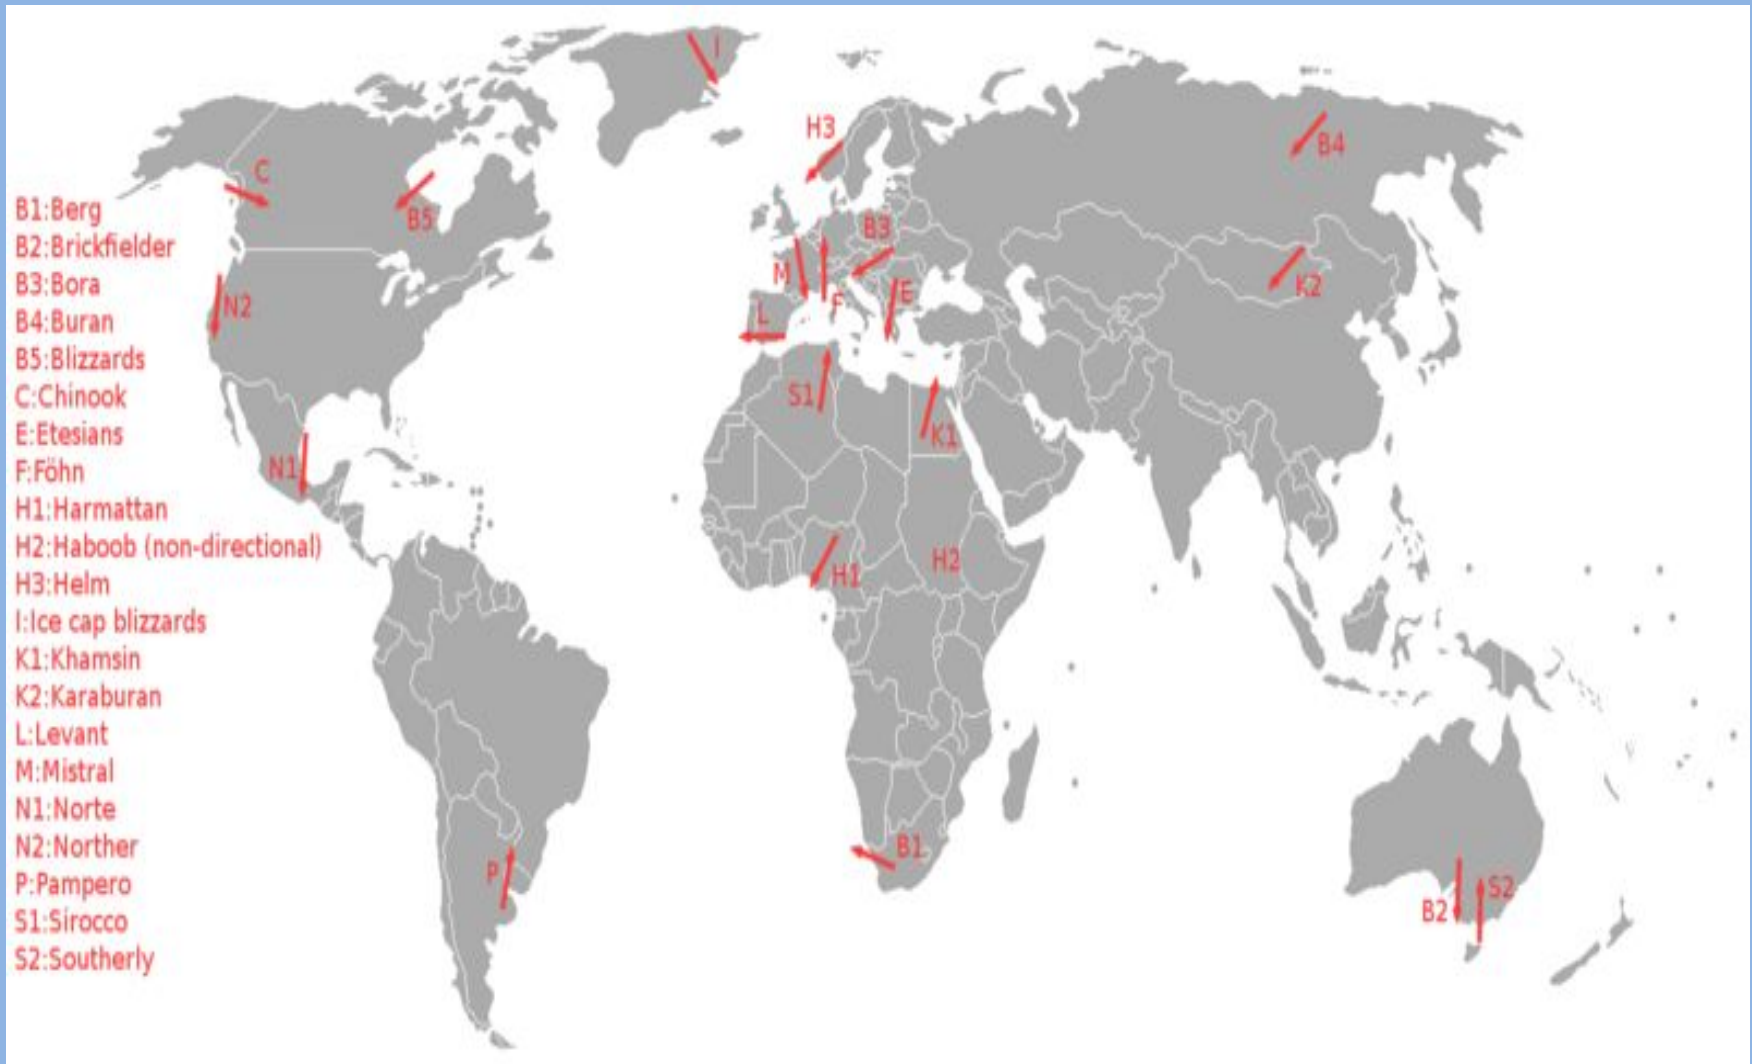 B1:Berg
B2:Brickfielder
B3:Bora
B4:Buran
B5:Blizzards
C:Chinook
E:Etesians
F:Föhn
H1:Harmattan
H2:Haboob (non-directional)
H3:Helm
I:Ice cap blizzards
K1:Khamsin
K2:Karaburan
L:Levant
M:Mistral
N1:Norte
N2:Norther
P:Pampero
S1:Sirocco
S2:Southerly
I
H3
B4
C
B5
B3
M
F
E
K2
N2
L
S1
K1
N1
H1
H2
B1
P
B2
S2